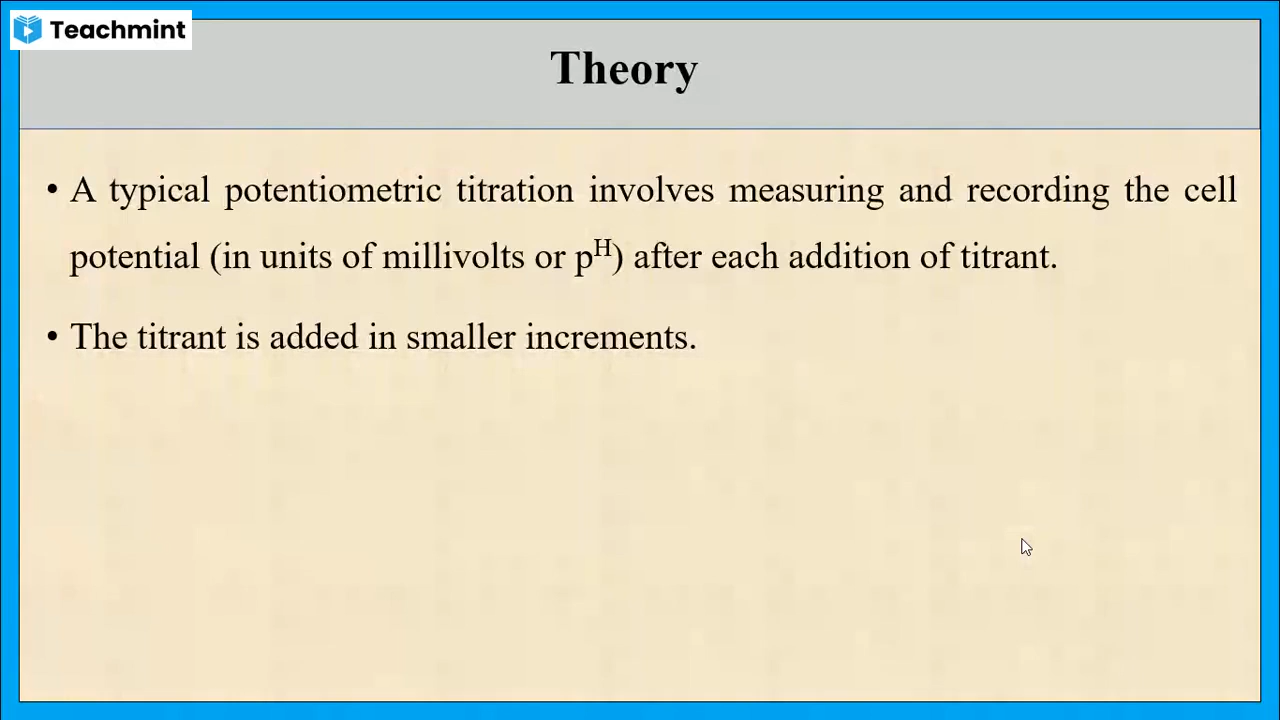 Teachmint
Theory
• A typical potentiometric titration involves measuring and recording the cell
potential (in units of millivolts or pᴴ) after each addition of titrant.
• The titrant is added in smaller increments.